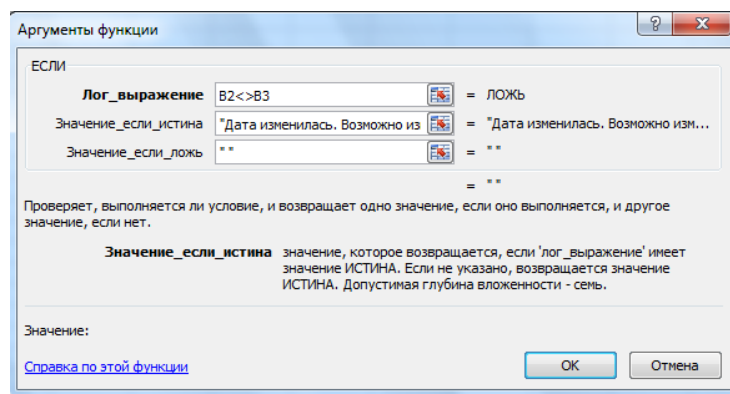 Аргументы функции
ЕСЛИ
Лог_выражение B2<>B3 = ЛОЖЬ
Значение_если_истина "Дата изменилась. Возможно из = "Дата изменилась. Возможно изм...
Значение_если_ложь " " = " "
= " "
Проверяет, выполняется ли условие, и возвращает одно значение, если оно выполняется, и другое
значение, если нет.
Значение_если_истина значение, которое возвращается, если 'лог_выражение' имеет
значение ИСТИНА. Если не указано, возвращается значение
ИСТИНА. Допустимая глубина вложенности - семь.
Значение:
Справка по этой функции ОК Отмена